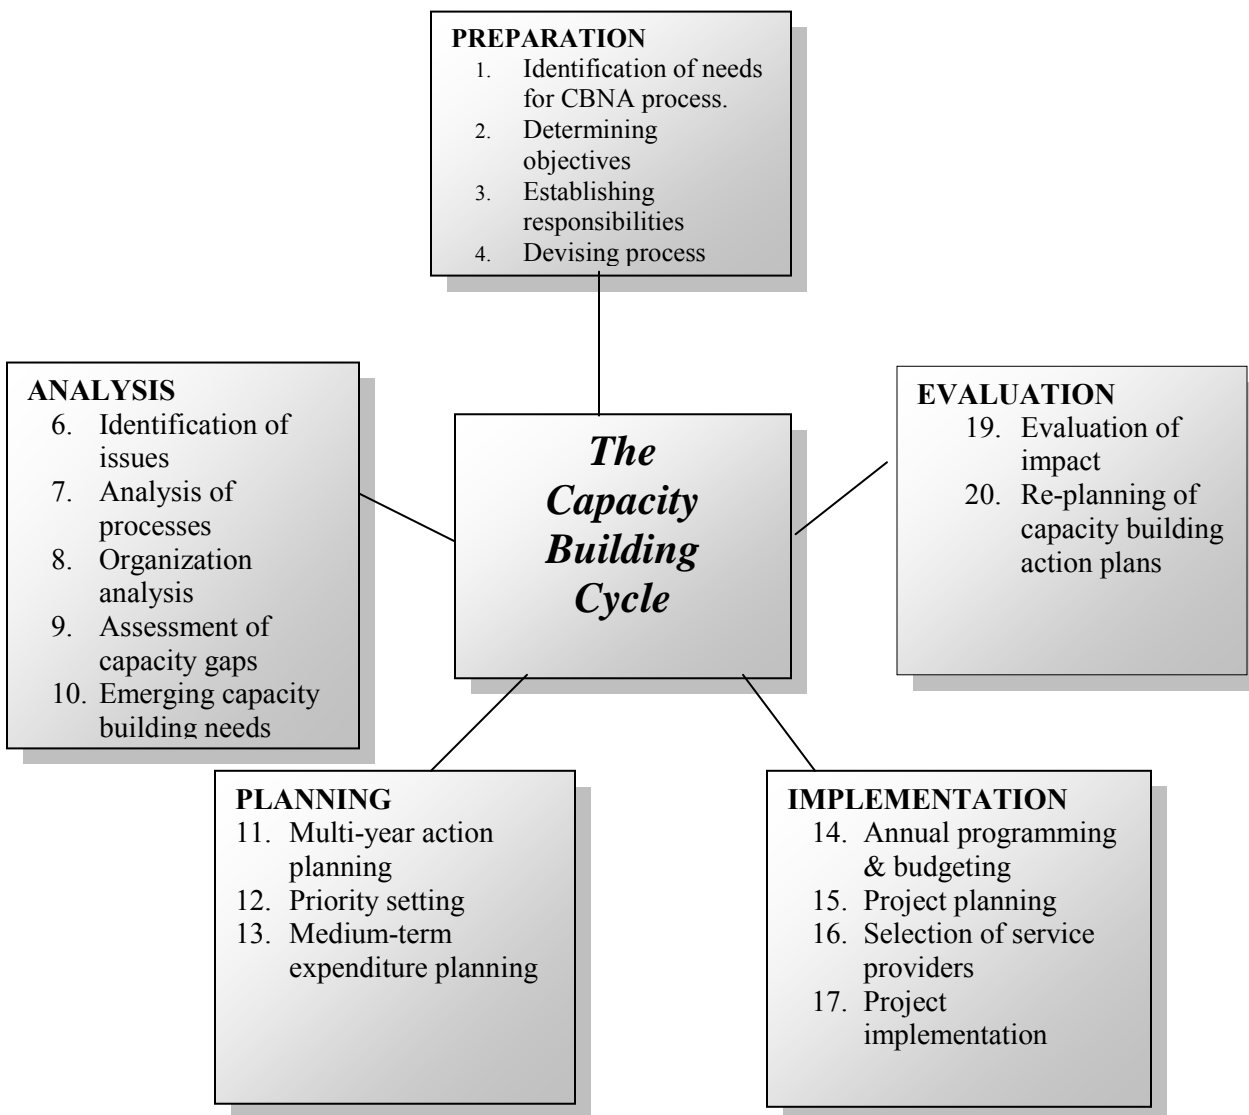 PREPARATION
1. Identification of needs
for CBNA process.
2. Determining
objectives
3. Establishing
responsibilities
4. Devising process
ANALYSIS
6. Identification of
issues
7. Analysis of
processes
8. Organization
analysis
9. Assessment of
capacity gaps
10. Emerging capacity
building needs
The
Capacity
Building
Cycle
EVALUATION
19. Evaluation of
impact
20. Re-planning of
capacity building
action plans
PLANNING
11. Multi-year action
planning
12. Priority setting
13. Medium-term
expenditure planning
IMPLEMENTATION
14. Annual programming
& budgeting
15. Project planning
16. Selection of service
providers
17. Project
implementation